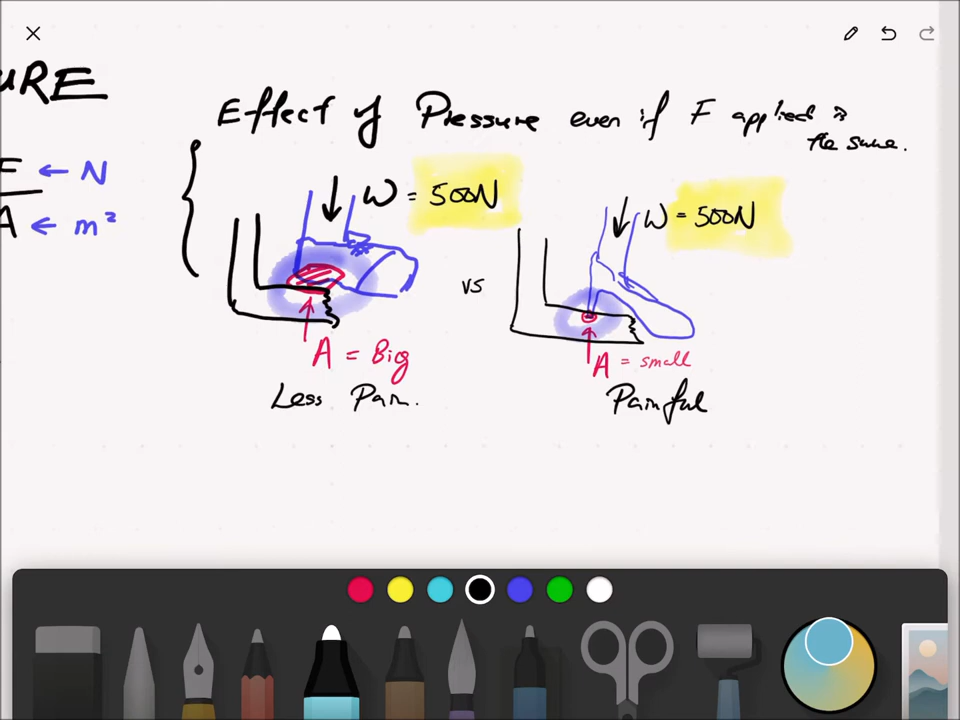 URE
Effect of Pressure even if F applied is
the same.
F ← N
A ← m²
W = 500N
W = 500N
vs
A = Big
A = small
Less Pain.
Painful